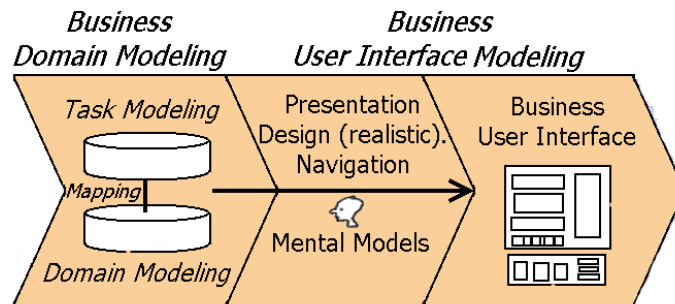 Business
Domain Modeling
Business
User Interface Modeling
Task Modeling
Mapping
Domain Modeling
Presentation
Design (realistic).
Navigation
Mental Models
Business
User Interface